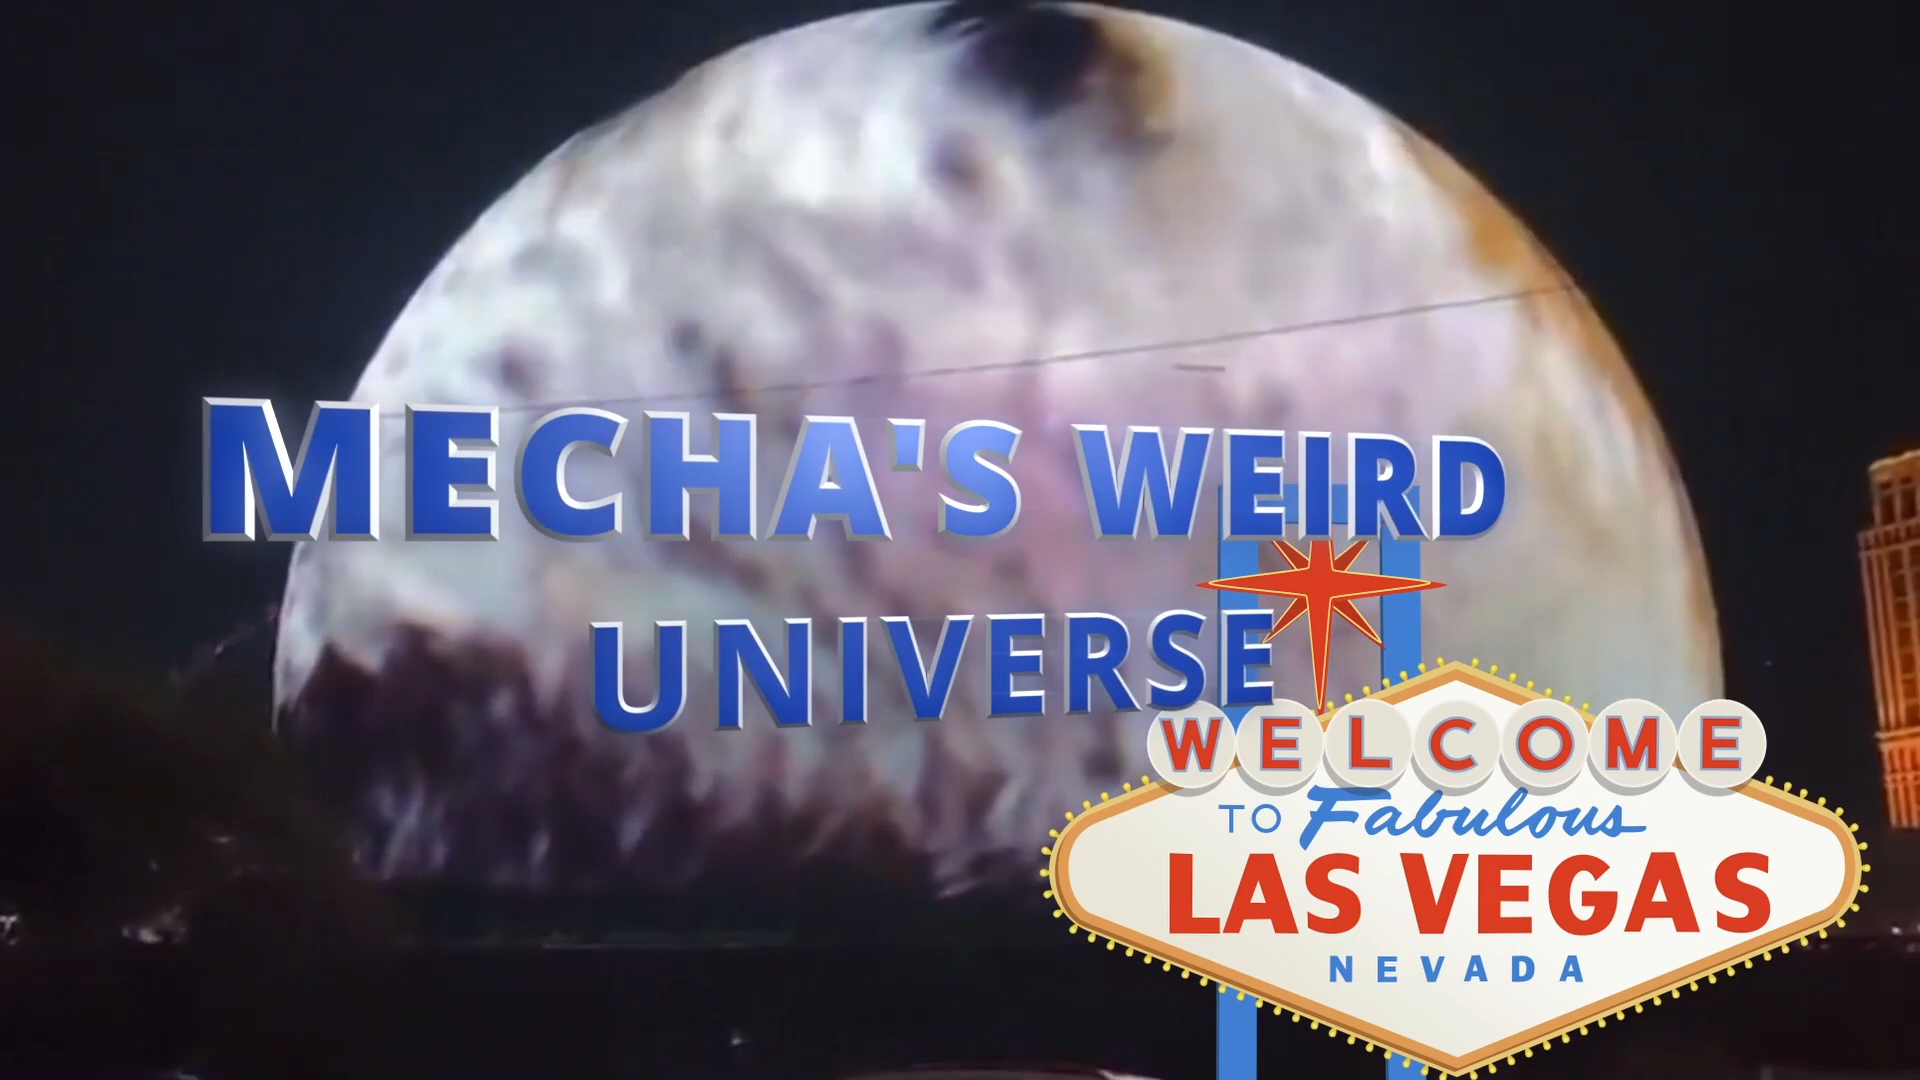 MECHA'S WEIRD
UNIVERSE
WELCOME
TO Fabulous
LAS VEGAS
NEVADA